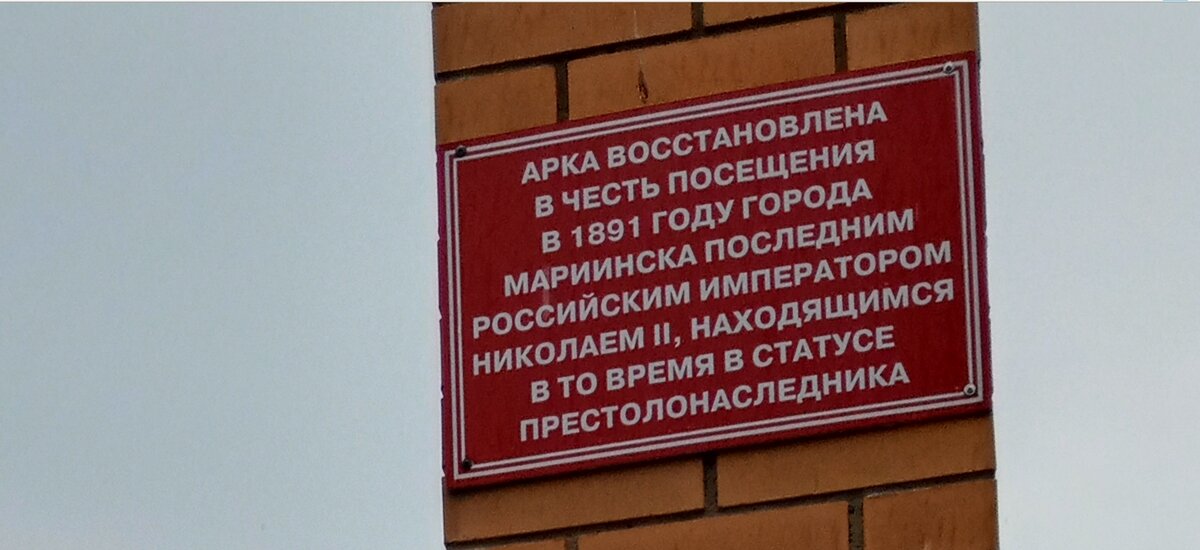 АРКА ВОССТАНОВЛЕНА
В ЧЕСТЬ ПОСЕЩЕНИЯ
В 1891 ГОДУ ГОРОДА
МАРИИНСКА ПОСЛЕДНИМ
РОССИЙСКИМ ИМПЕРАТОРОМ
НИКОЛАЕМ II, НАХОДЯЩИМСЯ
В ТО ВРЕМЯ В СТАТУСЕ
ПРЕСТОЛОНАСЛЕДНИКА